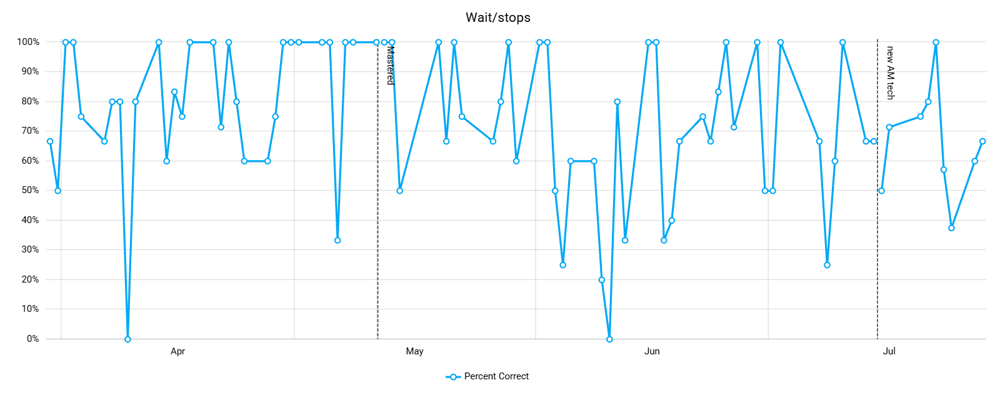 Wait/stops
100%
90%
80%
70%
60%
50%
40%
30%
20%
10%
0%
Mastered
new AM tech
Apr
May
Jun
Jul
Percent Correct